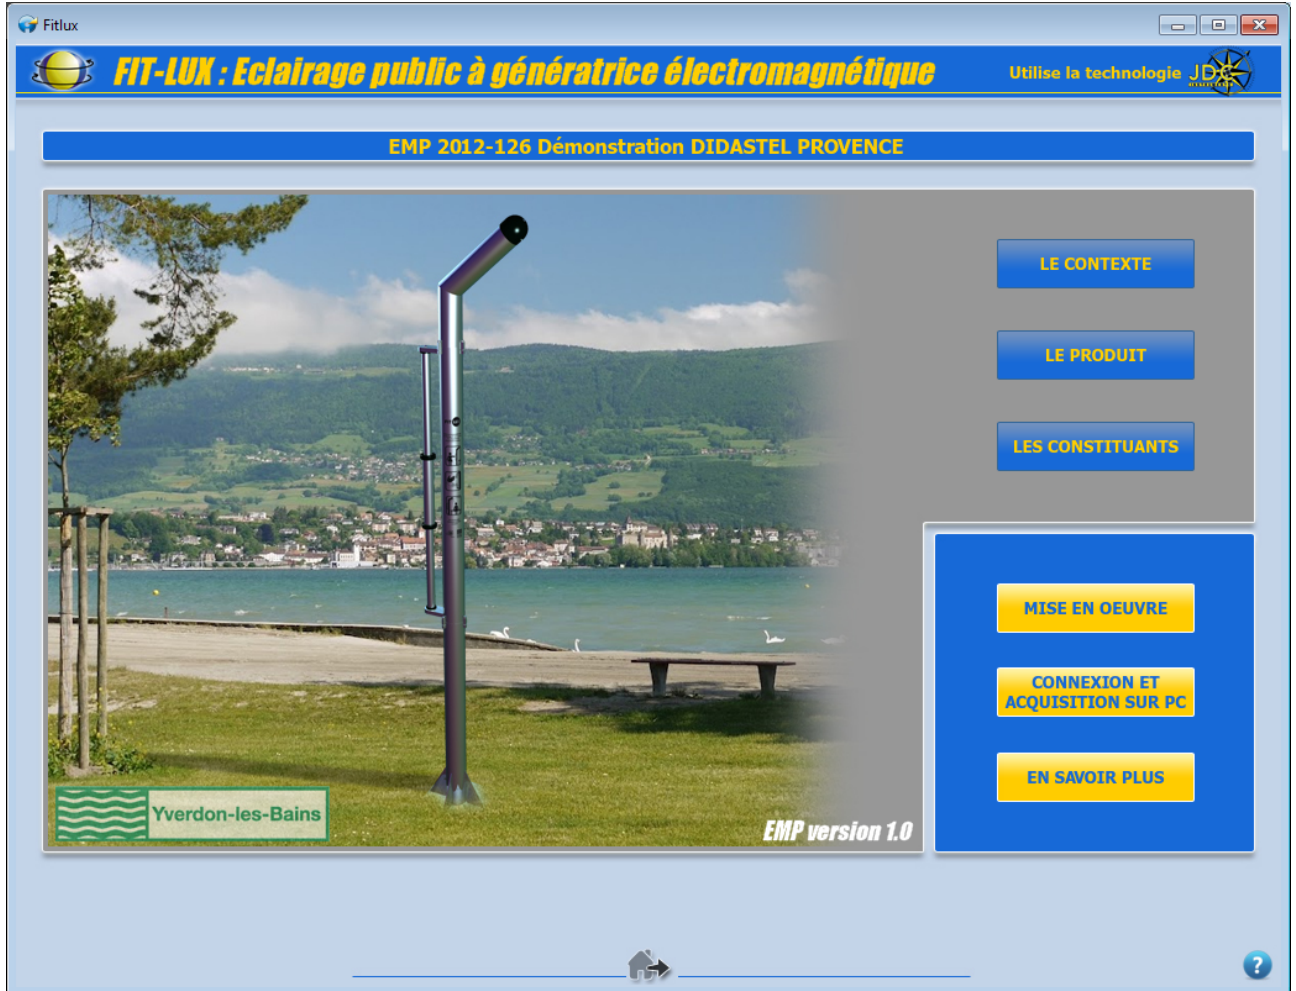 Fitlux
FIT-LUX : Eclairage public à génératrice électromagnétique
Utilise la technologie JDC
EMP 2012-126 Démonstration DIDASTEL PROVENCE
LE CONTEXTE
LE PRODUIT
LES CONSTITUANTS
MISE EN OEUVRE
CONNEXION ET
ACQUISITION SUR PC
EN SAVOIR PLUS
Yverdon-les-Bains
EMP version 1.0
?